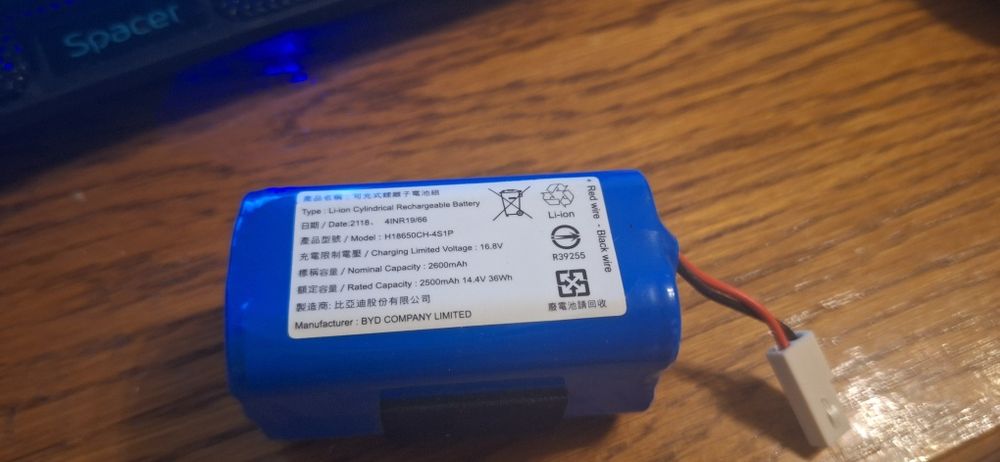 Spacer
產品名稱：可充式鋰離子電池組
Type : Li-ion Cylindrical Rechargeable Battery
日期 / Date:2118、 4INR19/66
產品型號 / Model : H18650CH-4S1P
充電限制電壓 / Charging Limited Voltage : 16.8V
標稱容量 / Nominal Capacity : 2600mAh
額定容量 / Rated Capacity : 2500mAh 14.4V 36Wh
製造商: 比亞迪股份有限公司
Manufacturer : BYD COMPANY LIMITED
Li-ion
R39255
廢電池請回收
+ Red wire - Black wire